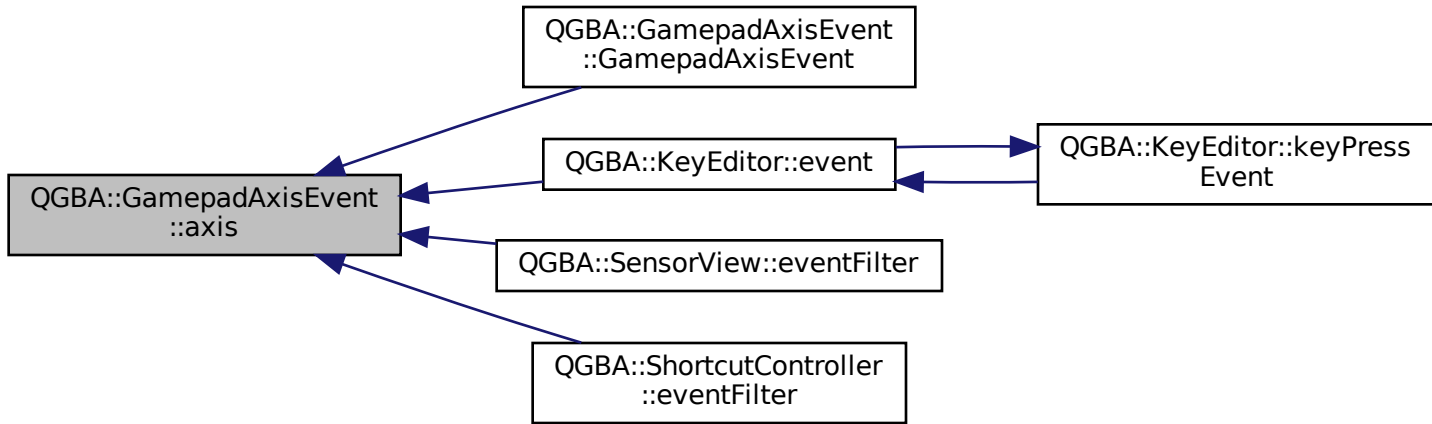 QGBA::GamepadAxisEvent
::GamepadAxisEvent
QGBA::KeyEditor::event
QGBA::KeyEditor::keyPress
Event
QGBA::GamepadAxisEvent
::axis
QGBA::SensorView::eventFilter
QGBA::ShortcutController
::eventFilter